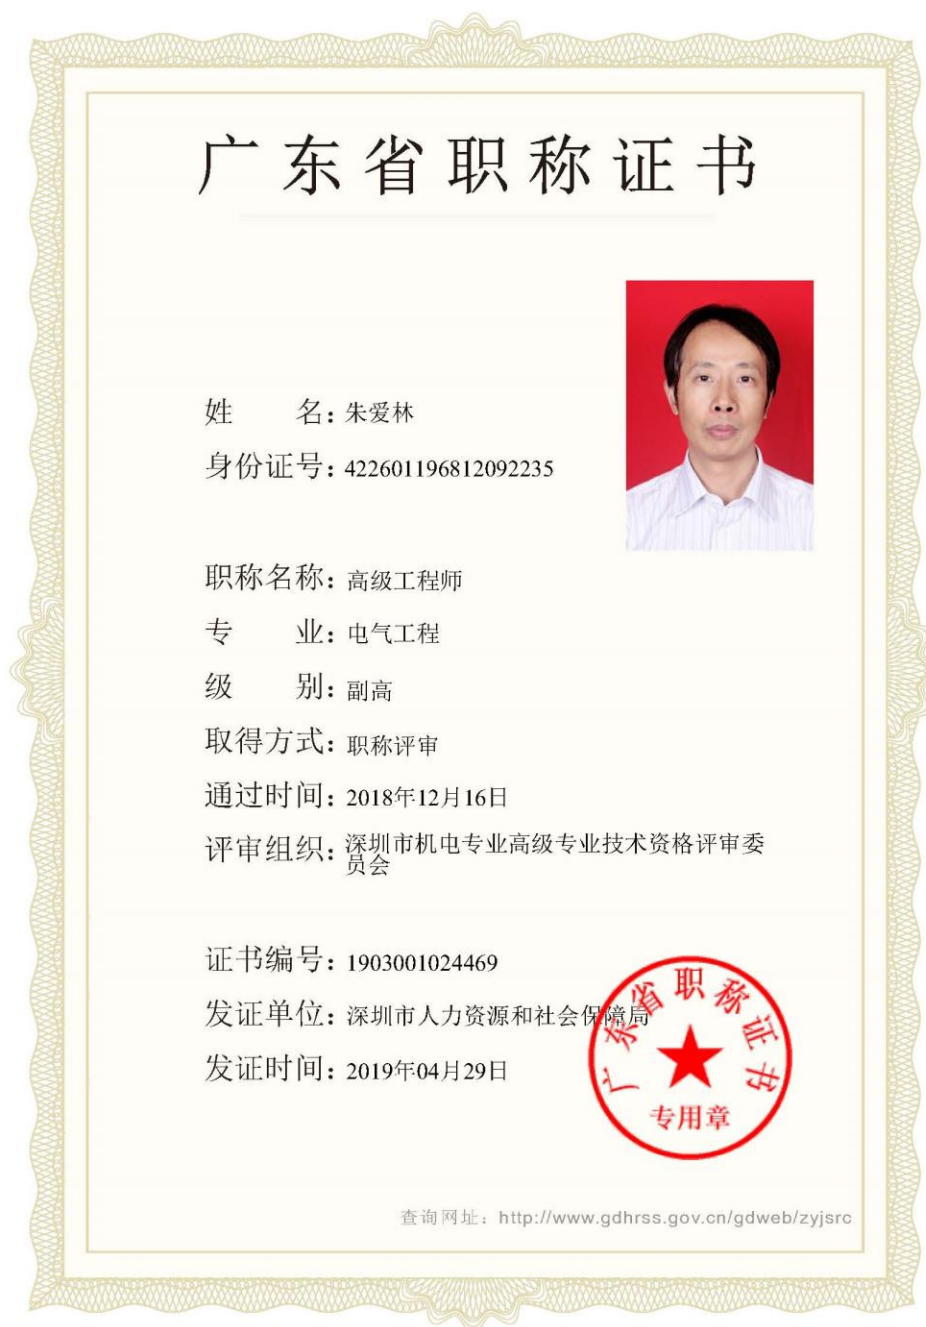 广东省职称证书
姓 名：朱爱林
身份证号：422601196812092235
职称名称：高级工程师
专 业：电气工程
级 别：副高
取得方式：职称评审
通过时间：2018年12月16日
评审组织：深圳市机电专业高级专业技术资格评审委
员会
证书编号：1903001024469
发证单位：深圳市人力资源和社会保障局
发证时间：2019年04月29日
广东省职称证书
专用章
查询网址：http://www.gdhrss.gov.cn/gdweb/zyjsrc